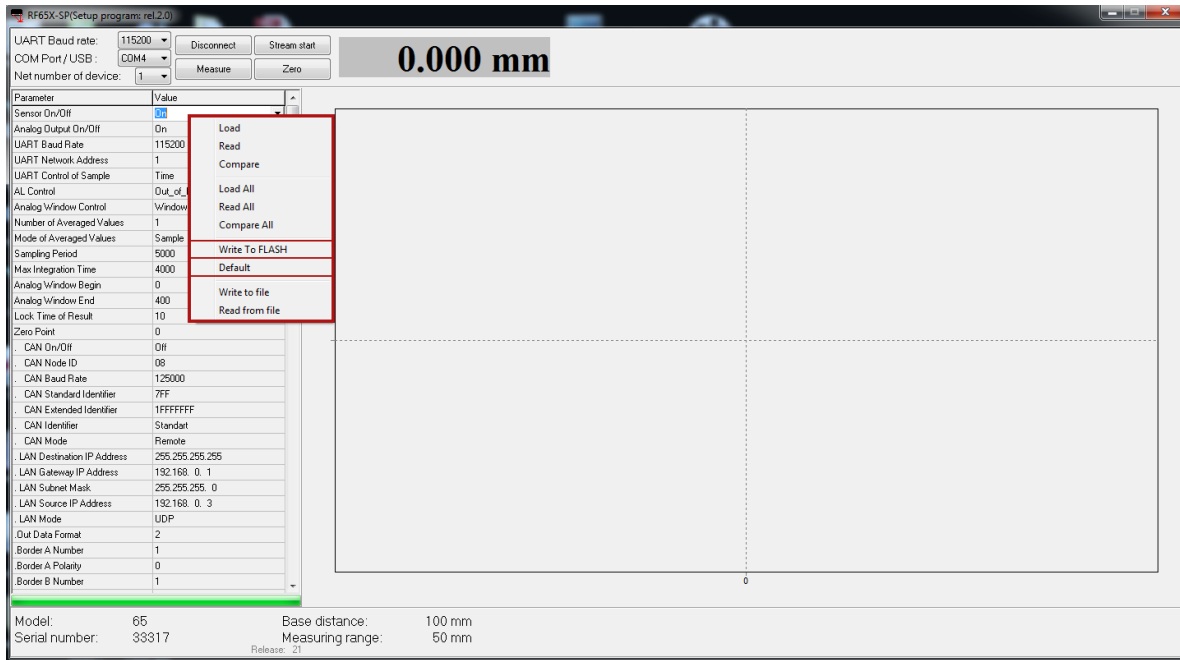 RF65X-SP(Setup program: rel.2.0)
UART Baud rate: 115200 Disconnect Stream start
COM Port / USB : COM4
0.000 mm
Net number of device: 1 Measure Zero
Parameter Value
Sensor On/Off On
Analog Output On/Off On
UART Baud Rate 115200
UART Network Address 1
UART Control of Sample Time
AL Control
Analog Window Control Window
Number of Averaged Values 1
Mode of Averaged Values Sample
Sampling Period 5000
Max Integration Time 4000
Analog Window Begin 0
Analog Window End 400
Lock Time of Result 10
Zero Point 0
. CAN On/Off Off
. CAN Node ID 08
. CAN Baud Rate 125000
. CAN Standard Identifier 7FF
. CAN Extended Identifier 1FFFFFFF
. CAN Identifier Standart
. CAN Mode Remote
. LAN Destination IP Address 255.255.255.255
. LAN Gateway IP Address 192.168. 0. 1
. LAN Subnet Mask 255.255.255. 0
. LAN Source IP Address 192.168. 0. 3
. LAN Mode UDP
.Out Data Format 2
.Border A Number 1
.Border A Polarity 0
.Border B Number 1
Load
Read
Compare
Load All
Read All
Compare All
Write To FLASH
Default
Write to file
Read from file
0
Model: 65 Base distance: 100 mm
Serial number: 33317 Measuring range: 50 mm
Release: 21